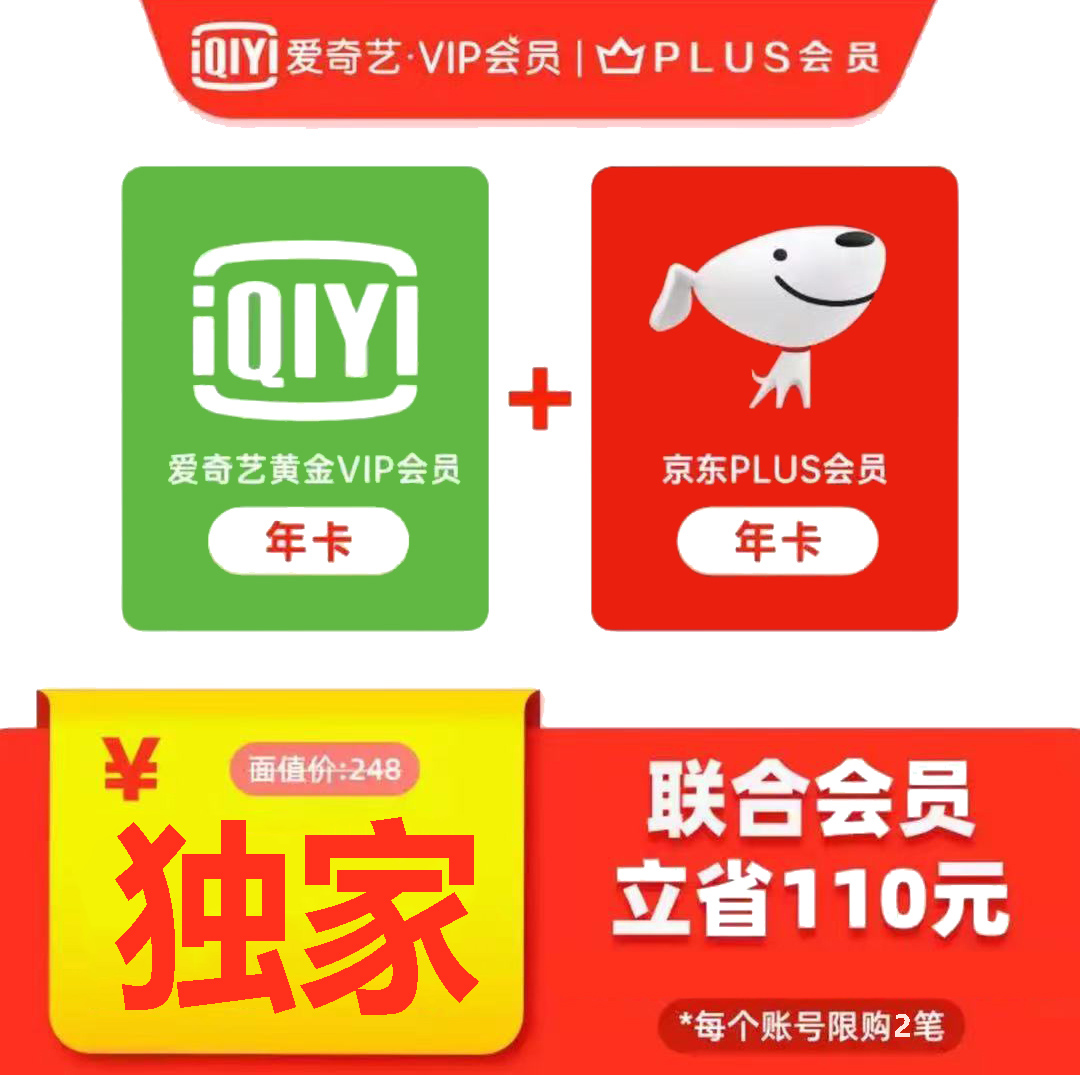 iQIYI 爱奇艺·VIP会员 | PLUS会员
iQIYI
爱奇艺黄金VIP会员
年卡
+
京东PLUS会员
年卡
¥
面值价:248
独家
联合会员
立省110元
*每个账号限购2笔